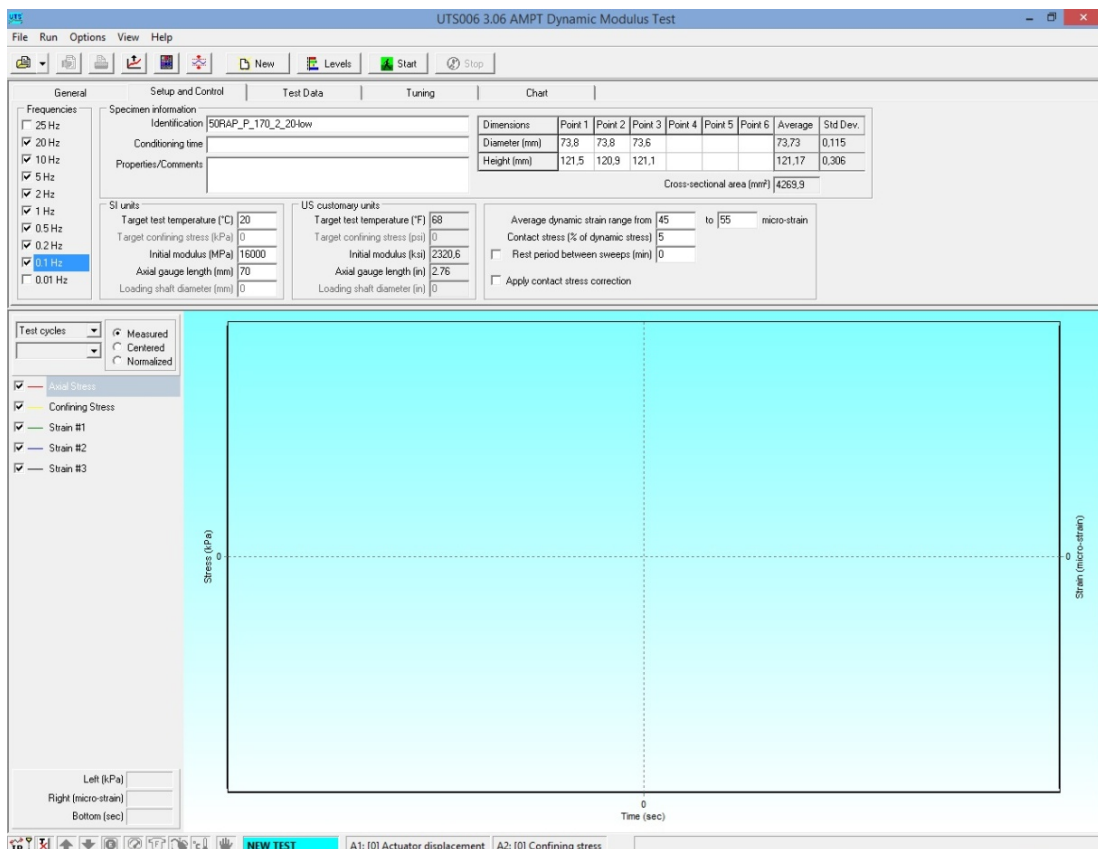 UTS006 3.06 AMPT Dynamic Modulus Test
File Run Options View Help
New Levels Start Stop
General Setup and Control Test Data Tuning Chart
Frequencies
25 Hz
20 Hz
10 Hz
5 Hz
2 Hz
1 Hz
0.5 Hz
0.2 Hz
0.1 Hz
0.01 Hz
Specimen information
Identification 50RAP_P_170_2_20-low
Conditioning time
Properties/Comments
Dimensions Point 1 Point 2 Point 3 Point 4 Point 5 Point 6 Average Std Dev.
Diameter (mm) 73,8 73,8 73,6 73,73 0,115
Height (mm) 121,5 120,9 121,1 121,17 0,306
Cross-sectional area (mm²) 4269,9
SI units
Target test temperature (°C) 20
Target confining stress (kPa) 0
Initial modulus (MPa) 16000
Axial gauge length (mm) 70
Loading shaft diameter (mm) 0
US customary units
Target test temperature (°F) 68
Target confining stress (psi) 0
Initial modulus (ksi) 2320,6
Axial gauge length (in) 2.76
Loading shaft diameter (in) 0
Average dynamic strain range from 45 to 55 micro-strain
Contact stress (% of dynamic stress) 5
Rest period between sweeps (min) 0
Apply contact stress correction
Test cycles
Measured
Centered
Normalized
Axial Stress
Confining Stress
Strain #1
Strain #2
Strain #3
Stress (kPa)
0
0
Strain (micro-strain)
0
Time (sec)
Left (kPa)
Right (micro-strain)
Bottom (sec)
NEW TEST A1: [0] Actuator displacement A2: [0] Confining stress